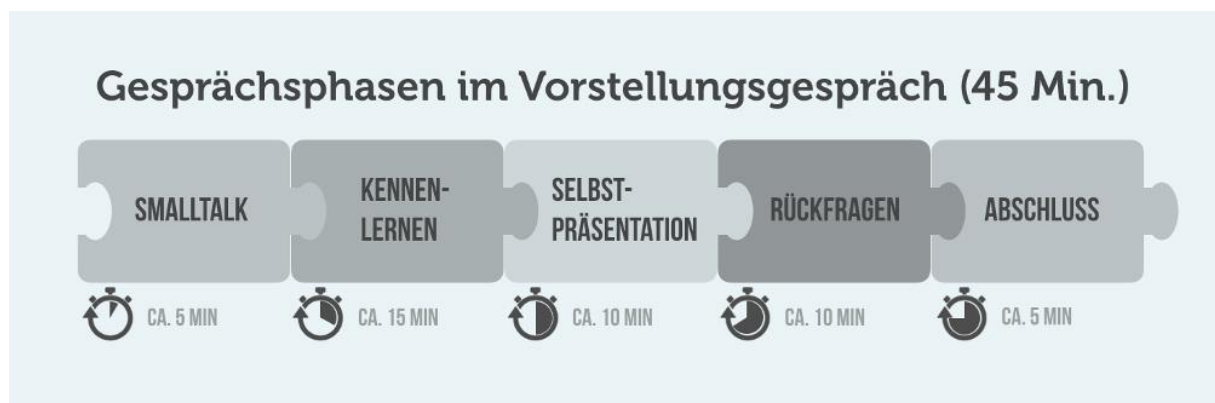 Gesprächsphasen im Vorstellungsgespräch (45 Min.)
SMALLTALK
KENNEN-
LERNEN
SELBST-
PRÄSENTATION
RÜCKFRAGEN
ABSCHLUSS
CA. 5 MIN
CA. 15 MIN
CA. 10 MIN
CA. 10 MIN
CA. 5 MIN